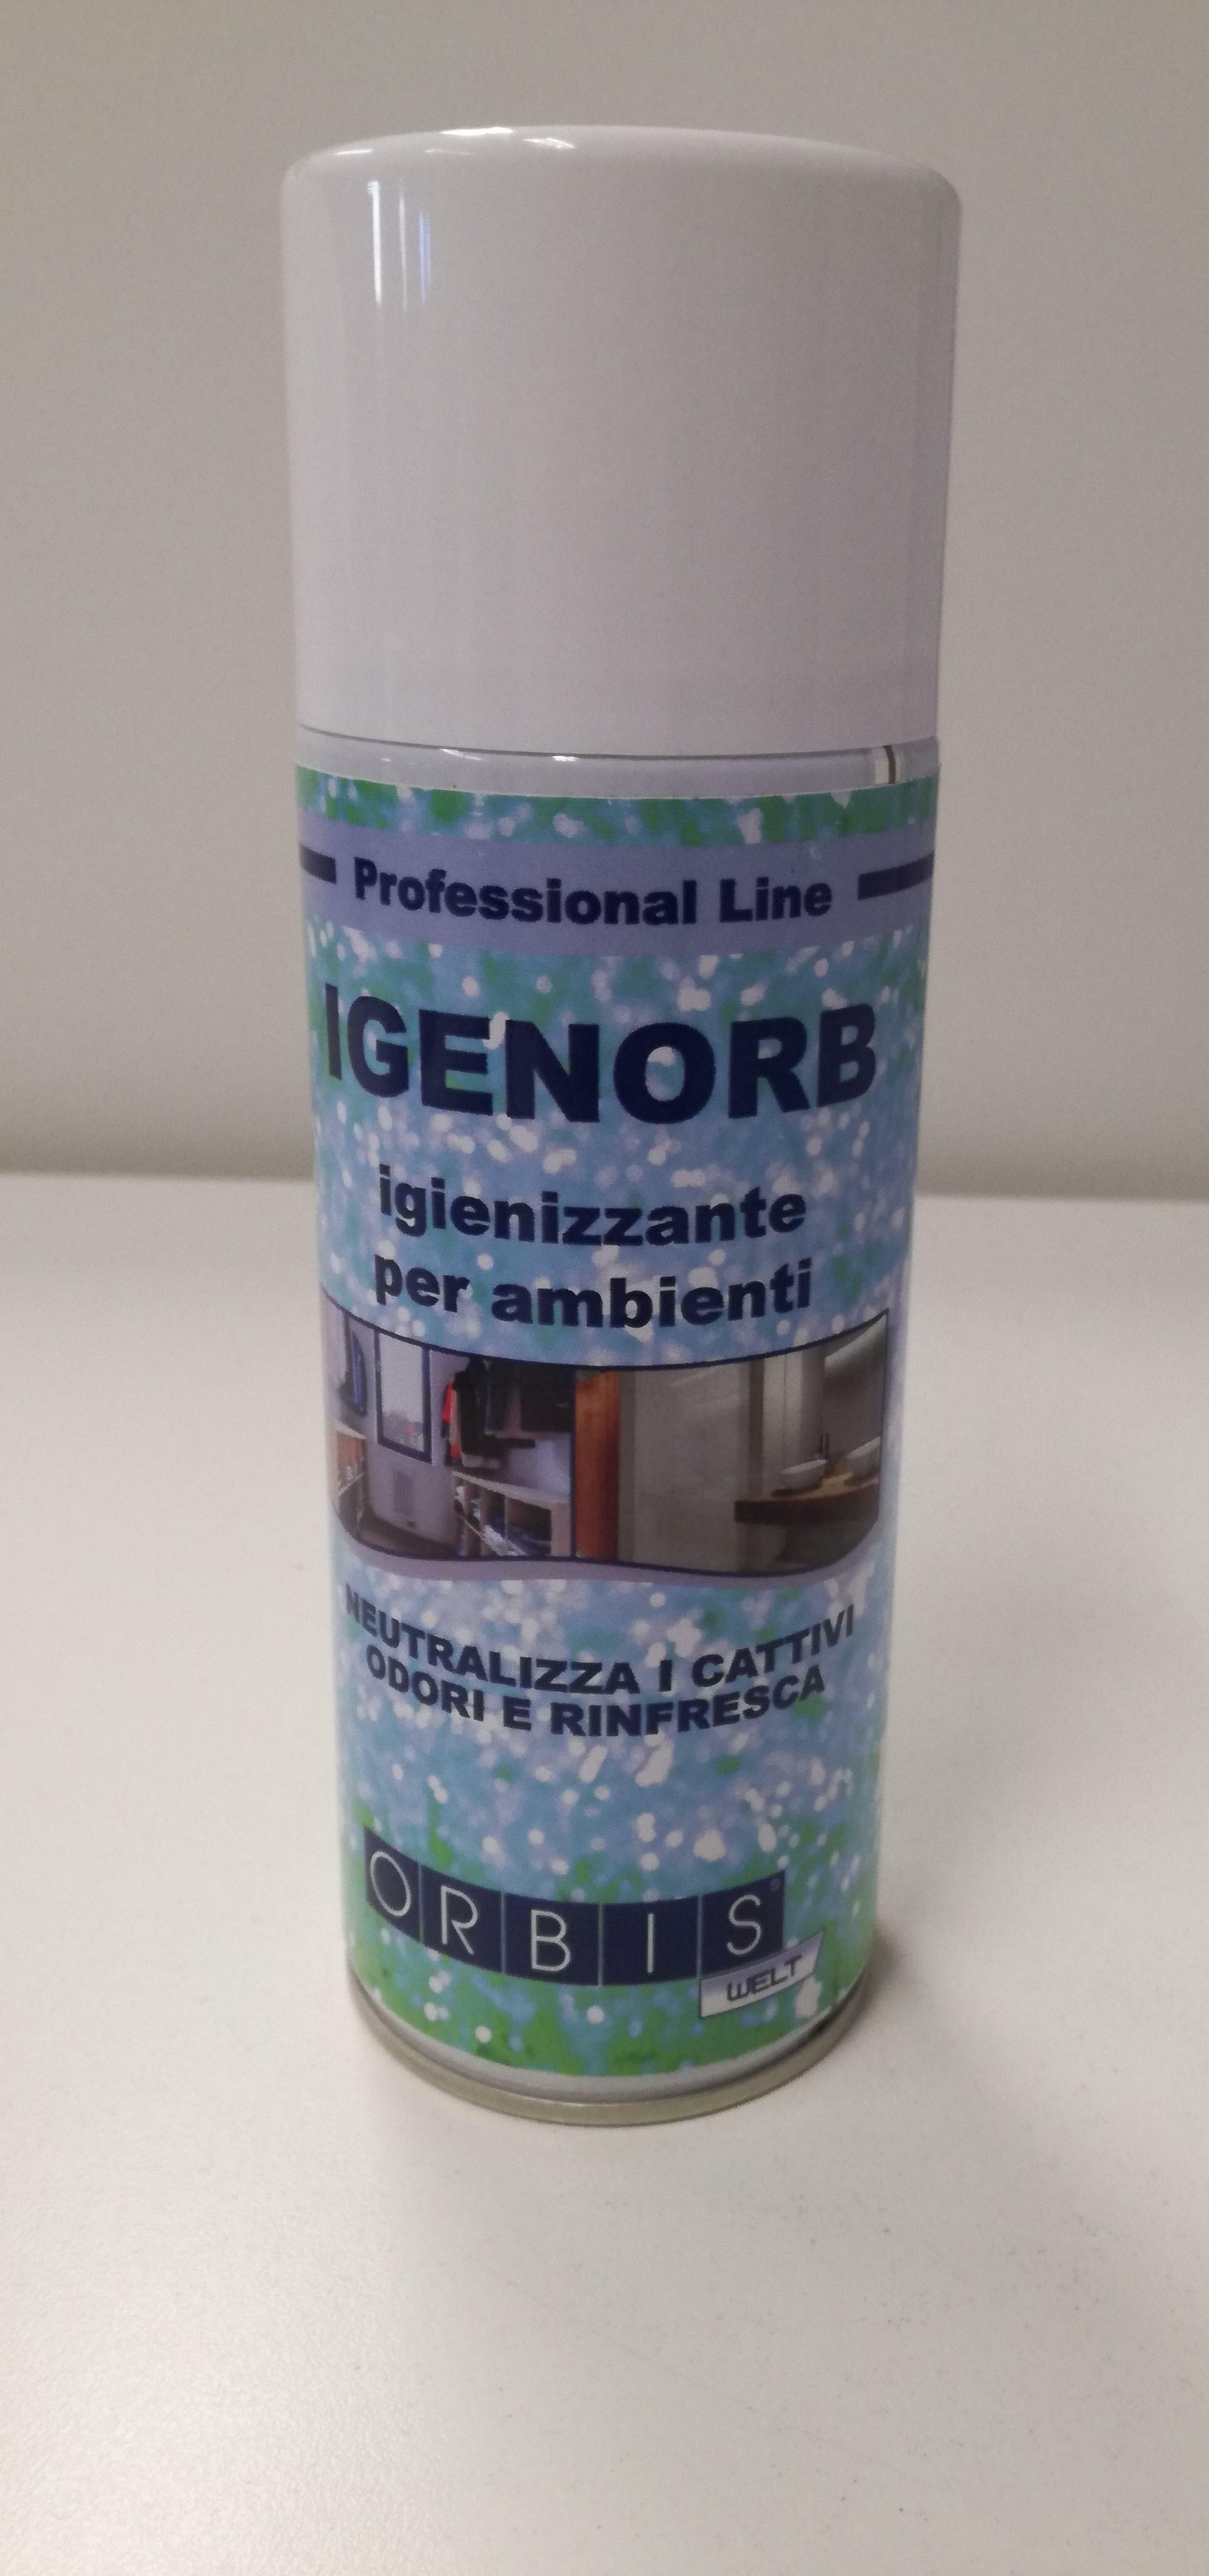 Professional Line
IGENORB
igienizzante
per ambienti
NEUTRALIZZA I CATTIVI
ODORI E RINFRESCA
ORBIS®
WELT